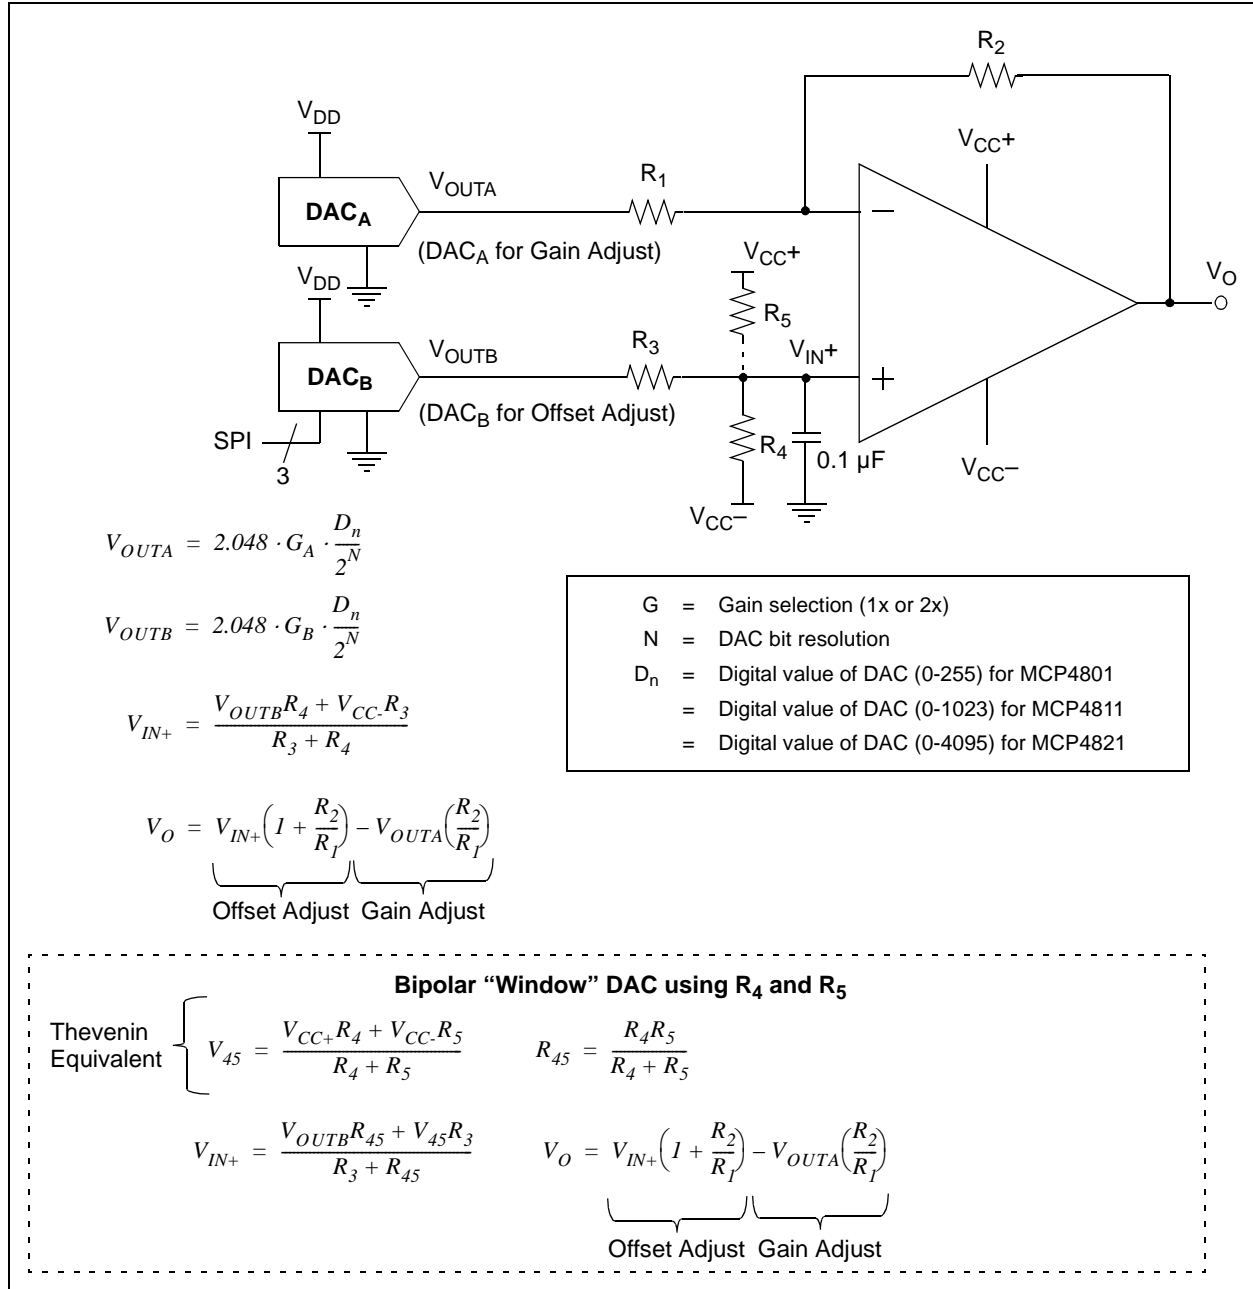 R2
VDD
VCC+
R1
VOUTA
DACA
(DACA for Gain Adjust)
VCC+
VO
VDD
R5
R3
VIN+
VOUTB
DACB
(DACB for Offset Adjust)
SPI
3
R4
0.1 µF
VCC–
VCC–
VOUTA = 2.048 · GA · Dn / 2^N
VOUTB = 2.048 · GB · Dn / 2^N
G = Gain selection (1x or 2x)
N = DAC bit resolution
Dn = Digital value of DAC (0-255) for MCP4801
= Digital value of DAC (0-1023) for MCP4811
= Digital value of DAC (0-4095) for MCP4821
VIN+ = (VOUTBR4 + VCC-R3) / (R3 + R4)
VO = VIN+(1 + R2/R1) – VOUTA(R2/R1)
Offset Adjust Gain Adjust
Bipolar “Window” DAC using R4 and R5
Thevenin
Equivalent
V45 = (VCC+R4 + VCC-R5) / (R4 + R5)
R45 = R4R5 / (R4 + R5)
VIN+ = (VOUTBR45 + V45R3) / (R3 + R45)
VO = VIN+(1 + R2/R1) – VOUTA(R2/R1)
Offset Adjust Gain Adjust